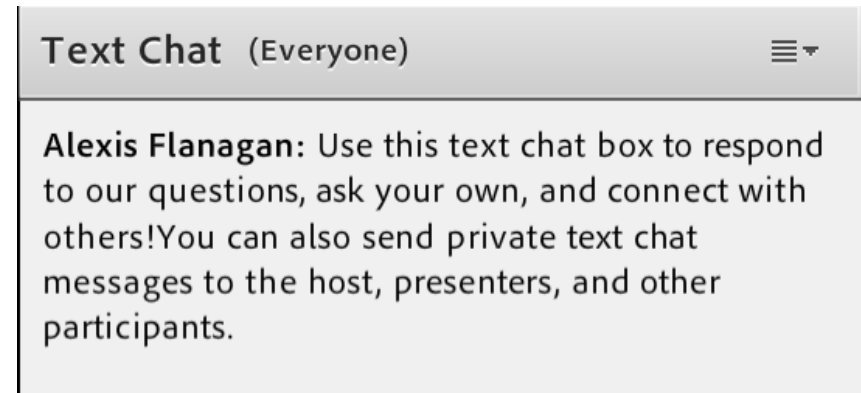 Text Chat (Everyone)
Alexis Flanagan: Use this text chat box to respond
to our questions, ask your own, and connect with
others!You can also send private text chat
messages to the host, presenters, and other
participants.